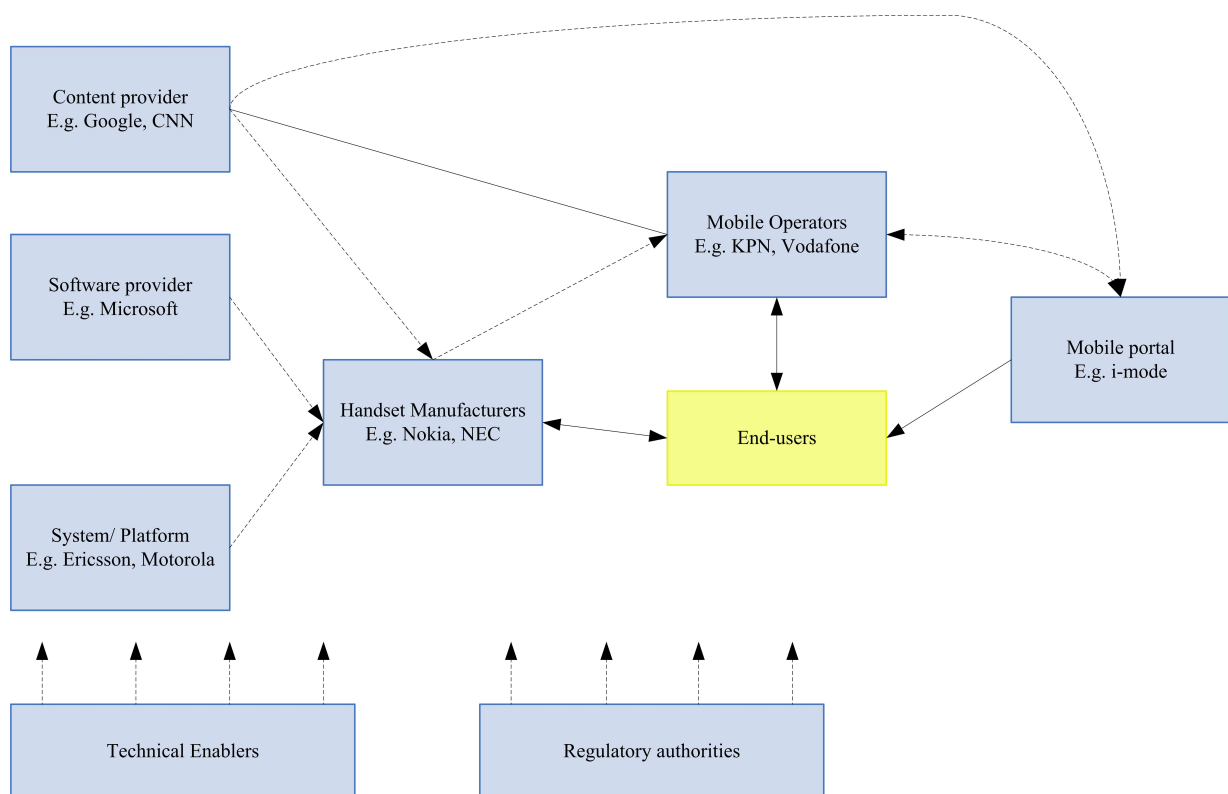 Content provider
E.g. Google, CNN
Mobile Operators
E.g. KPN, Vodafone
Software provider
E.g. Microsoft
Mobile portal
E.g. i-mode
Handset Manufacturers
E.g. Nokia, NEC
End-users
System/ Platform
E.g. Ericsson, Motorola
Technical Enablers
Regulatory authorities